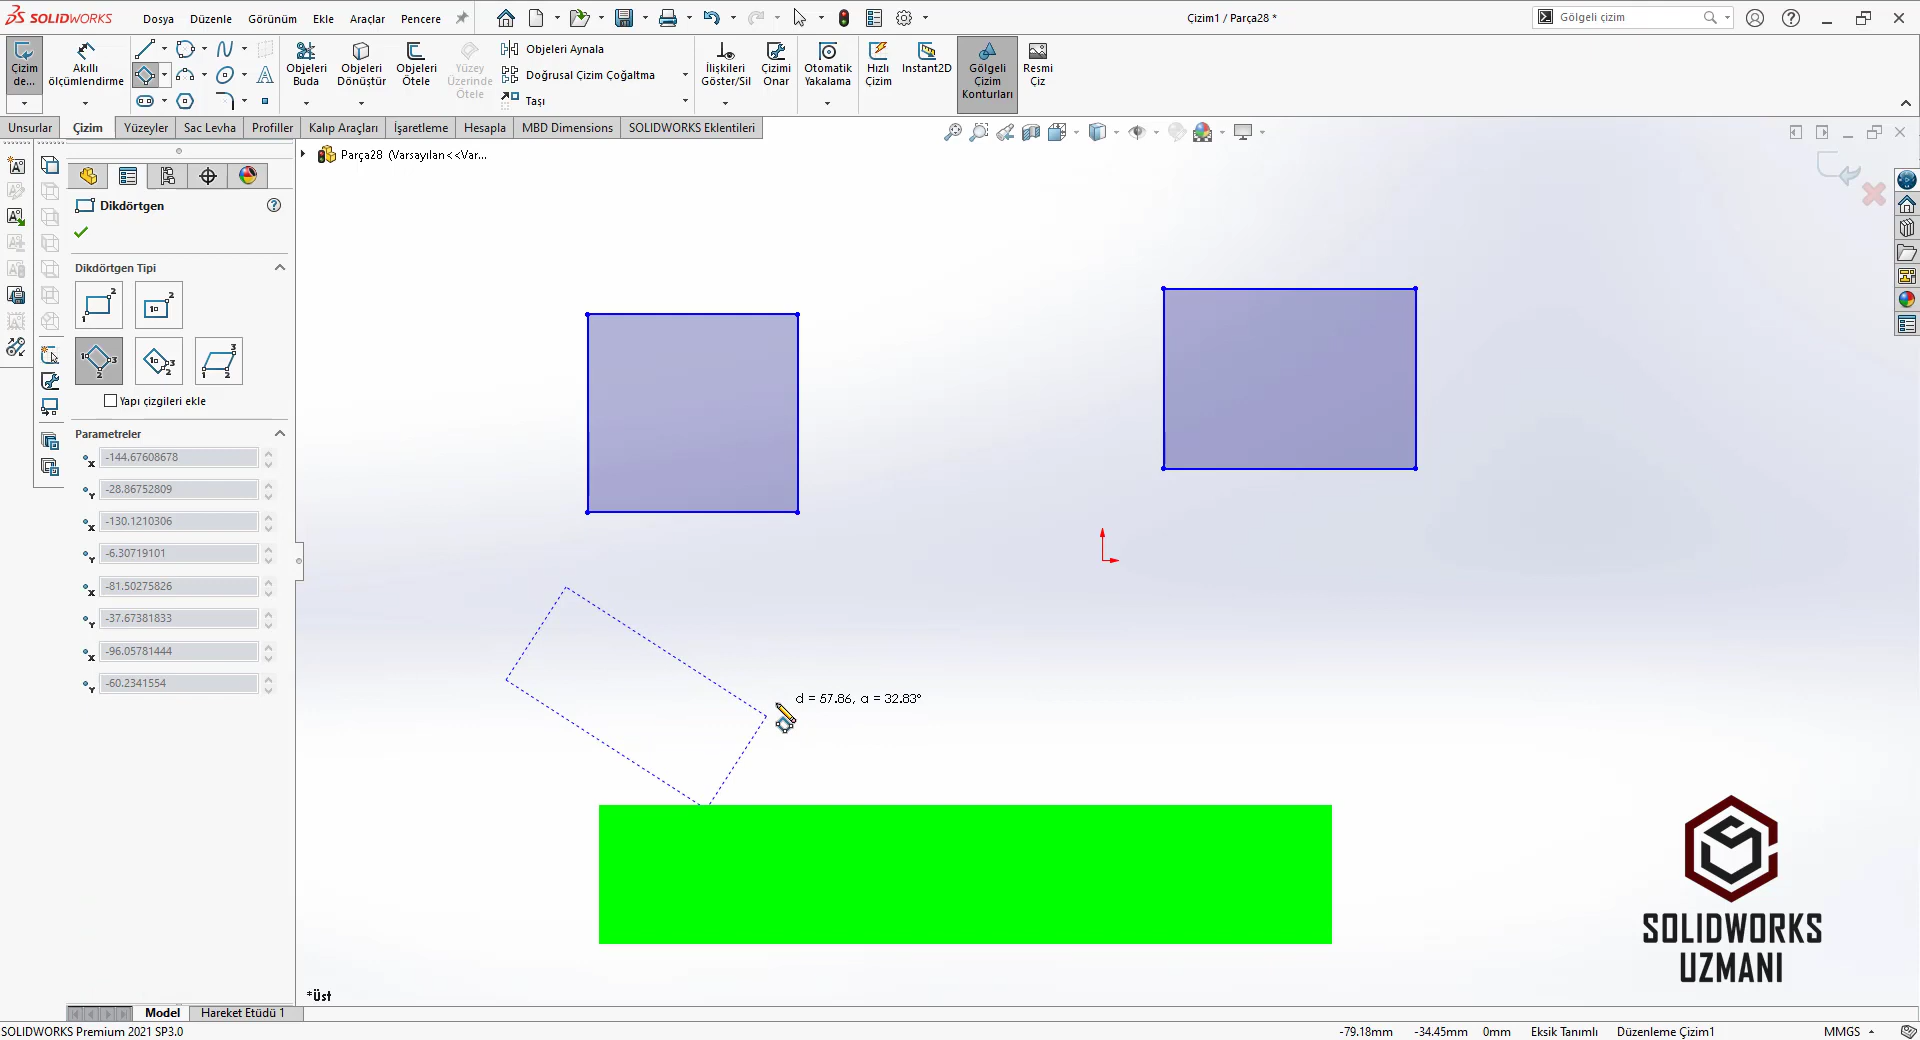 SOLIDWORKS
Dosya Düzenle Görünüm Ekle Araçlar Pencere
Çizim1 / Parça28 *
Gölgeli çizim
Çizim de...
Akıllı ölçümlendirme
Objeleri Buda
Objeleri Dönüştür
Objeleri Ötele
Yüzey Üzerinde Ötele
Objeleri Aynala
Doğrusal Çizim Çoğaltma
Taşı
İlişkileri Göster/Sil
Çizimi Onar
Otomatik Yakalama
Hızlı Çizim
Instant2D
Gölgeli Çizim Konturları
Resmi Çiz
Unsurlar Çizim Yüzeyler Sac Levha Profiller Kalıp Araçları İşaretleme Hesapla MBD Dimensions SOLIDWORKS Eklentileri
Parça28 (Varsayılan<<Var...
Dikdörtgen
Dikdörtgen Tipi
Yapı çizgileri ekle
Parametreler
-144.67608678
-28.86752809
-130.1210306
-6.30719101
-81.50275826
-37.67381833
-96.05781444
-60.2341554
d = 57.86, a = 32.83°
SOLIDWORKS
UZMANI
*Üst
Model Hareket Etüdü 1
SOLIDWORKS Premium 2021 SP3.0
-79.18mm -34.45mm 0mm Eksik Tanımlı Düzenleme Çizim1 MMGS